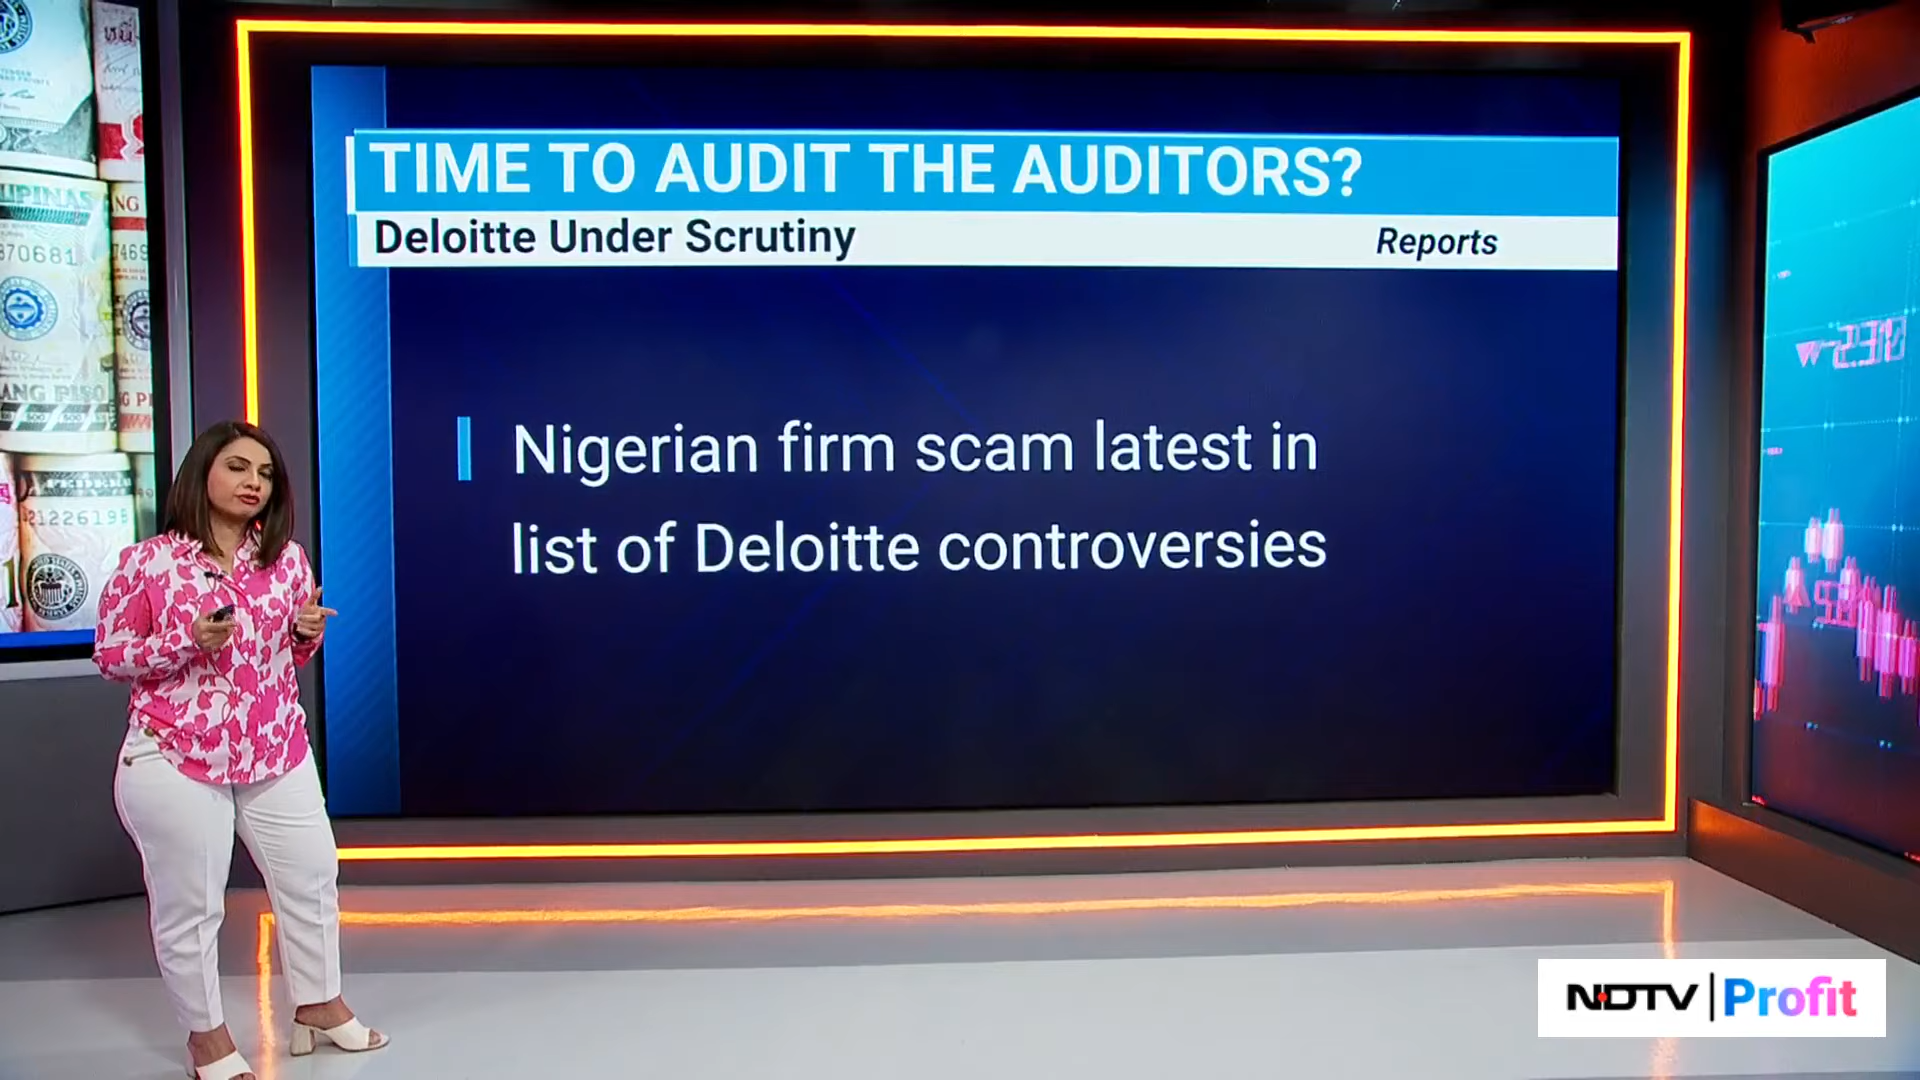 TIME TO AUDIT THE AUDITORS?
Deloitte Under Scrutiny
Reports
Nigerian firm scam latest in
list of Deloitte controversies
NDTV Profit